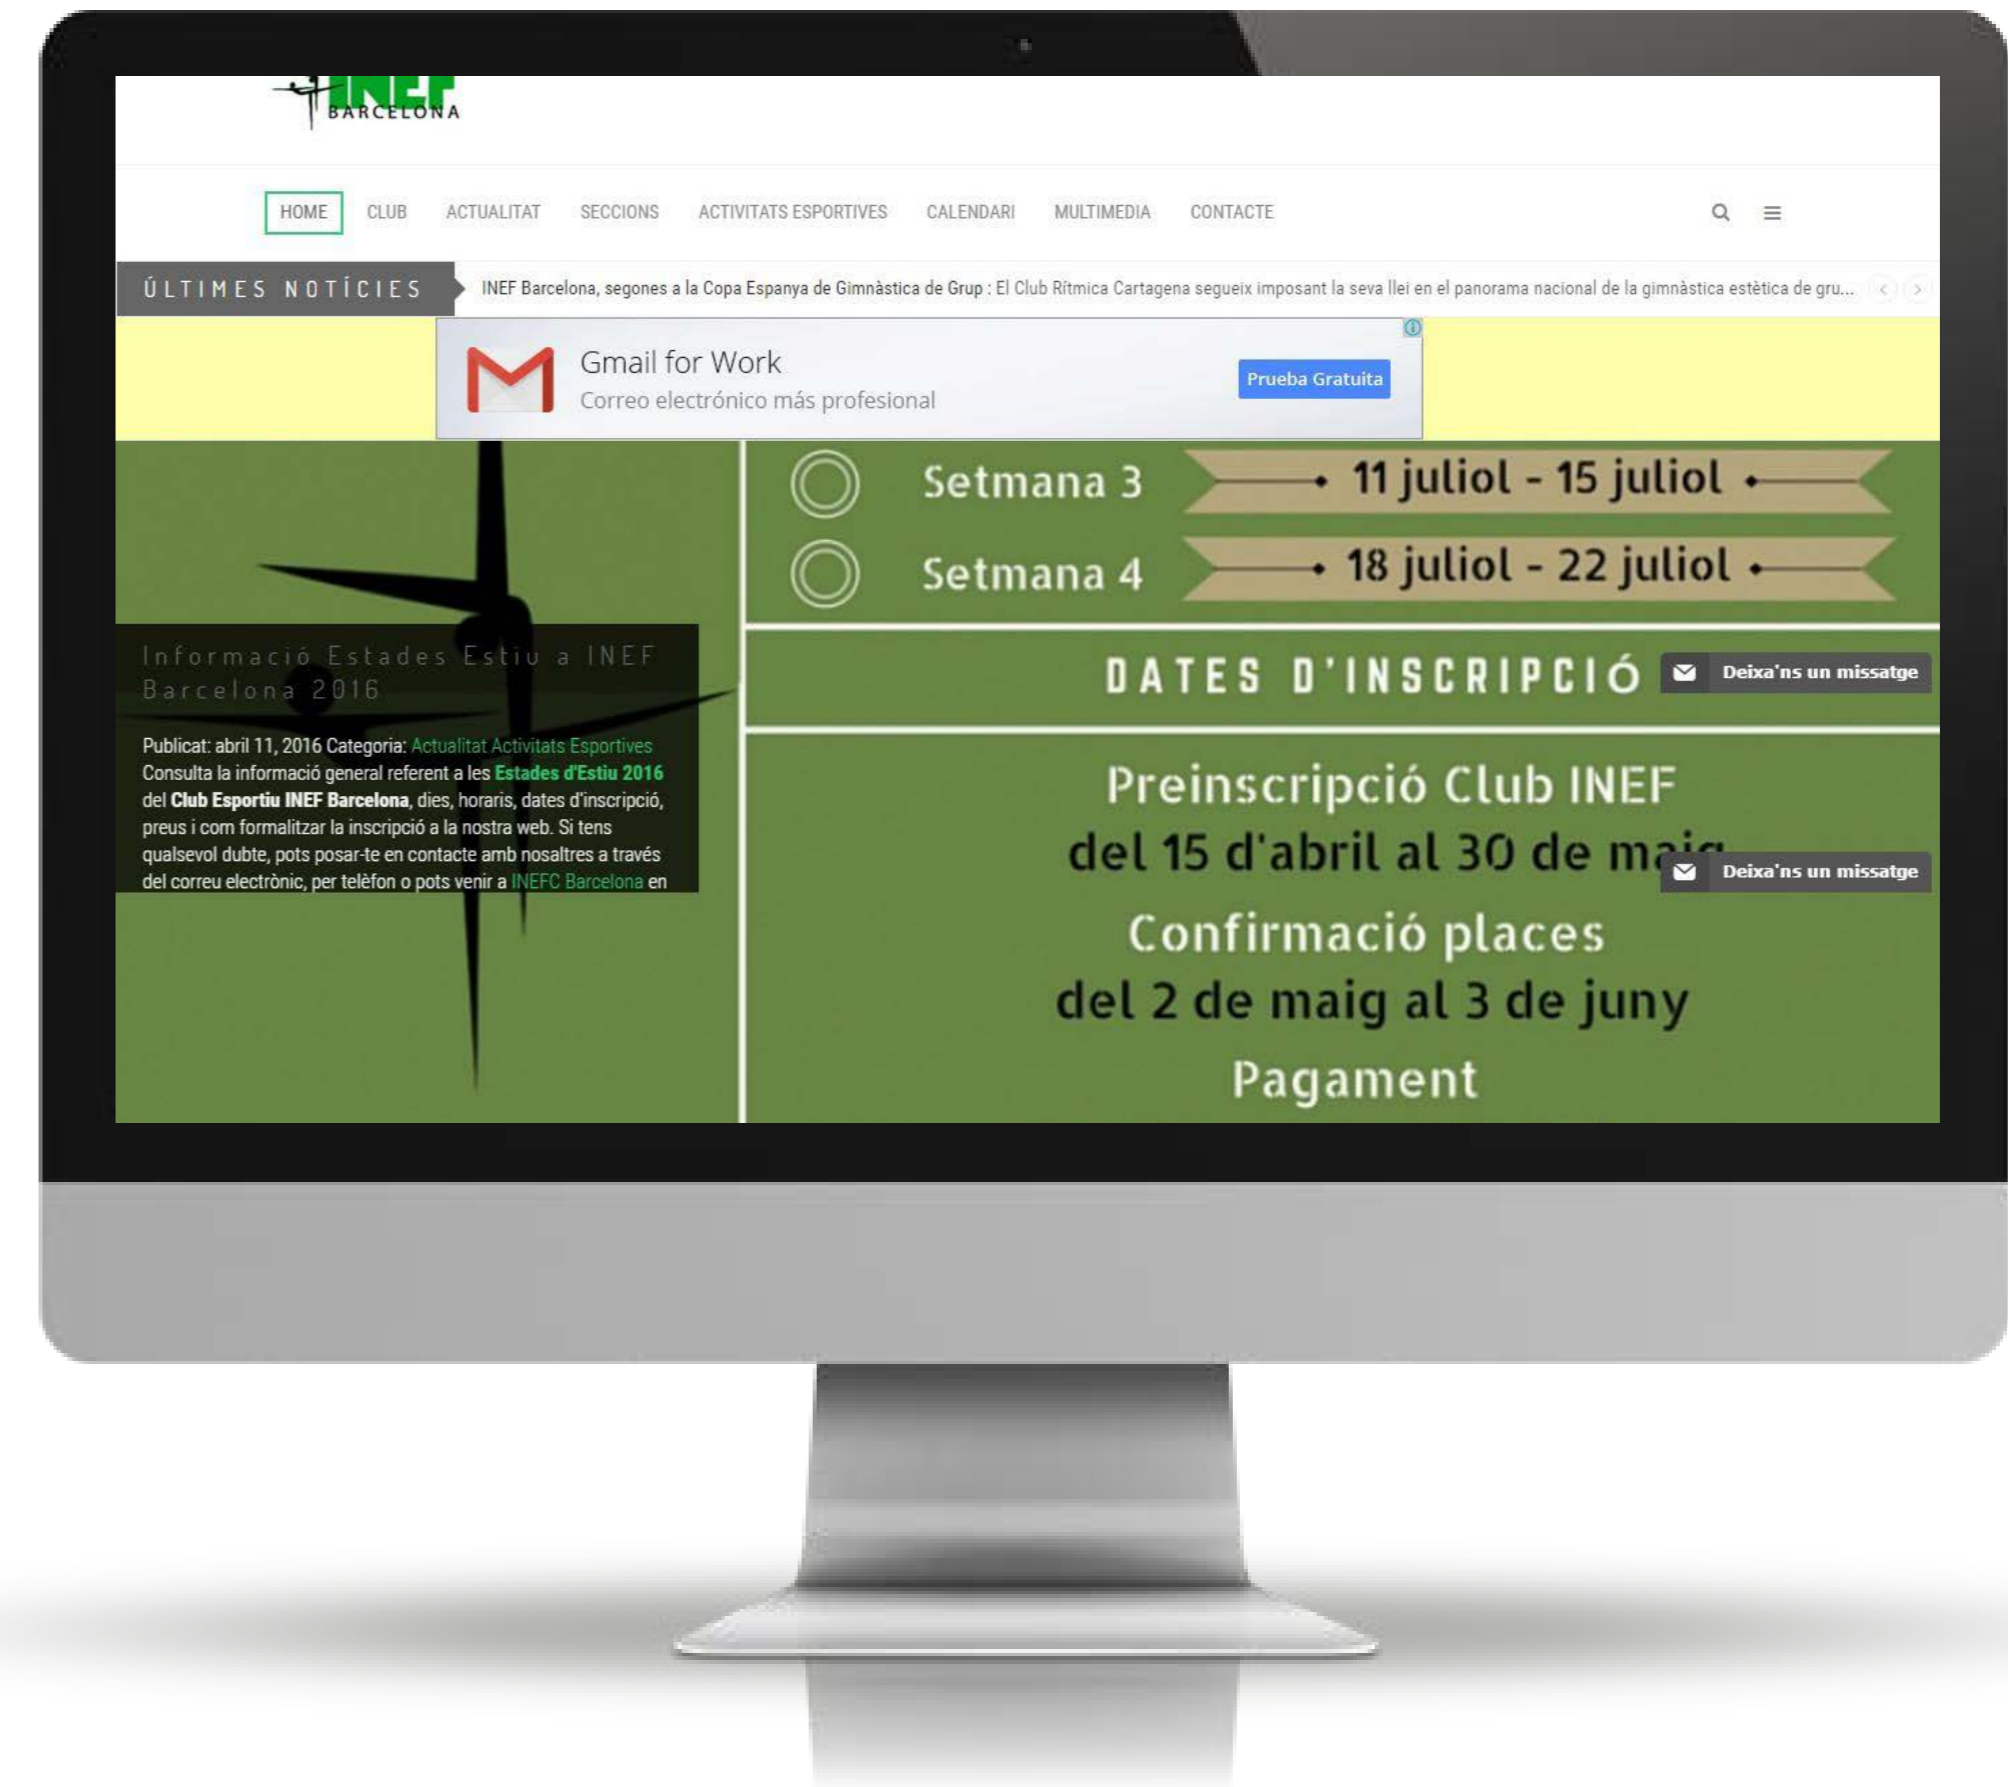 INEF
BARCELONA
HOME CLUB ACTUALITAT SECCIONS ACTIVITATS ESPORTIVES CALENDARI MULTIMEDIA CONTACTE
ÚLTIMES NOTÍCIES
INEF Barcelona, segones a la Copa Espanya de Gimnàstica de Grup : El Club Rítmica Cartagena segueix imposant la seva llei en el panorama nacional de la gimnàstica estètica de gru...
Gmail for Work
Correo electrónico más profesional
Prueba Gratuita
Setmana 3 11 juliol - 15 juliol
Setmana 4 18 juliol - 22 juliol
Informació Estades Estiu a INEF
Barcelona 2016
Publicat: abril 11, 2016 Categoria: Actualitat Activitats Esportives
Consulta la informació general referent a les Estades d'Estiu 2016
del Club Esportiu INEF Barcelona, dies, horaris, dates d'inscripció,
preus i com formalitzar la inscripció a la nostra web. Si tens
qualsevol dubte, pots posar-te en contacte amb nosaltres a través
del correu electrònic, per telèfon o pots venir a INEFC Barcelona en
DATES D'INSCRIPCIÓ
Deixa'ns un missatge
Preinscripció Club INEF
del 15 d'abril al 30 de maig
Deixa'ns un missatge
Confirmació places
del 2 de maig al 3 de juny
Pagament